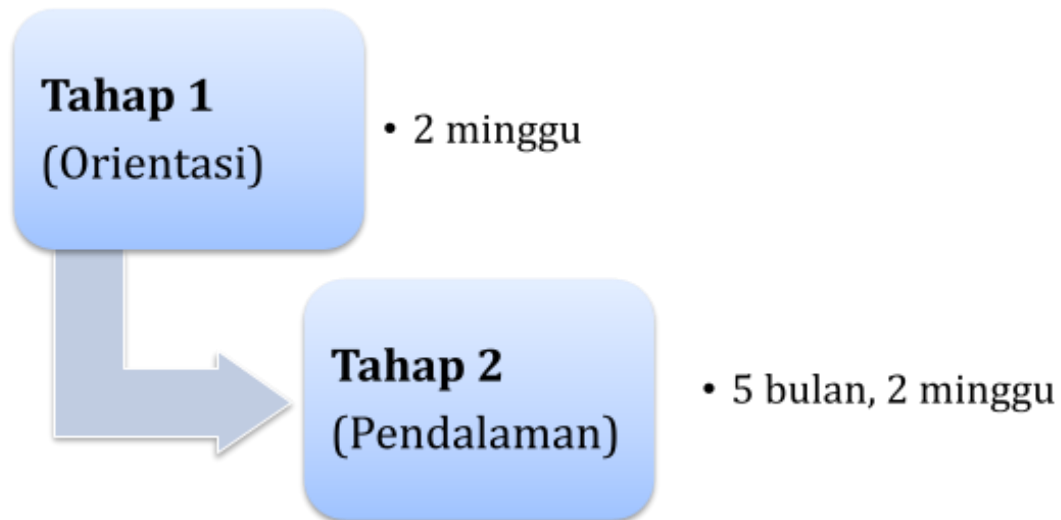 Tahap 1
(Orientasi)
• 2 minggu
Tahap 2
(Pendalaman)
• 5 bulan, 2 minggu